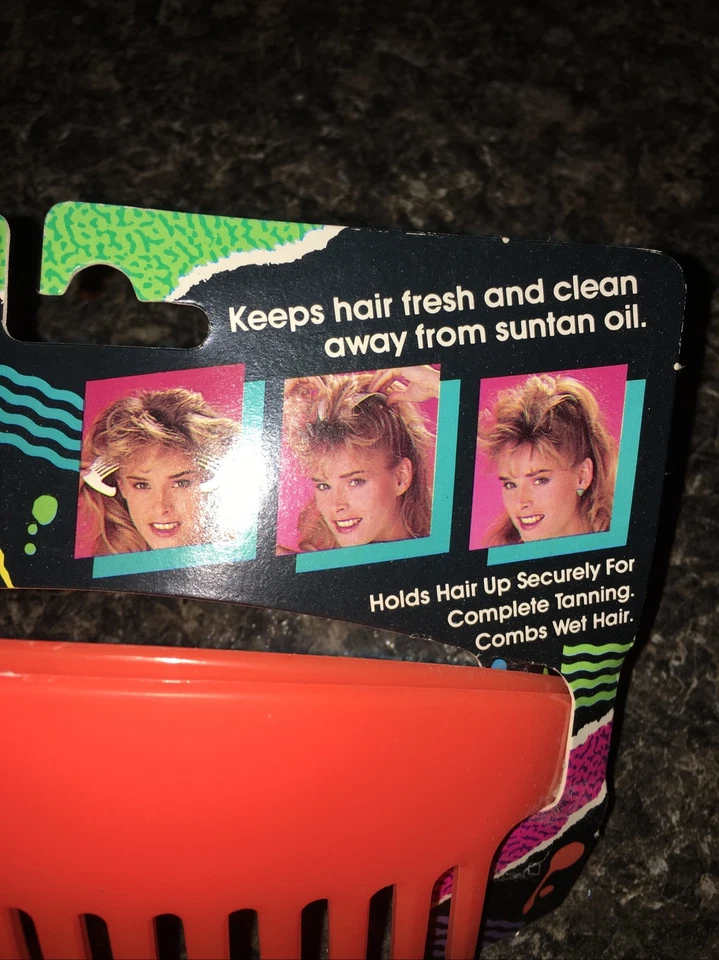 Keeps hair fresh and clean
away from suntan oil.
Holds Hair Up Securely For
Complete Tanning.
Combs Wet Hair.